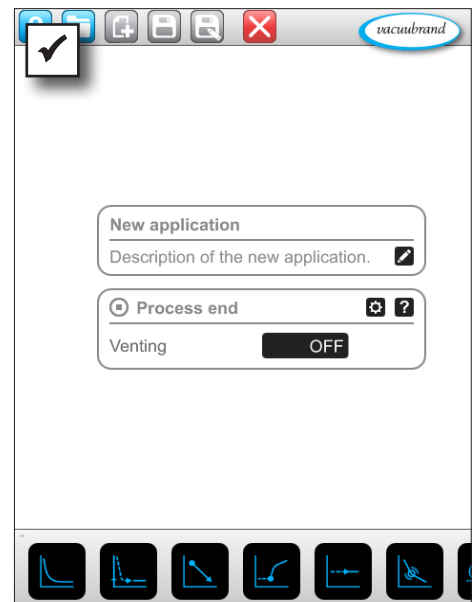 vacuubrand
New application
Description of the new application.
Process end
?
Venting OFF